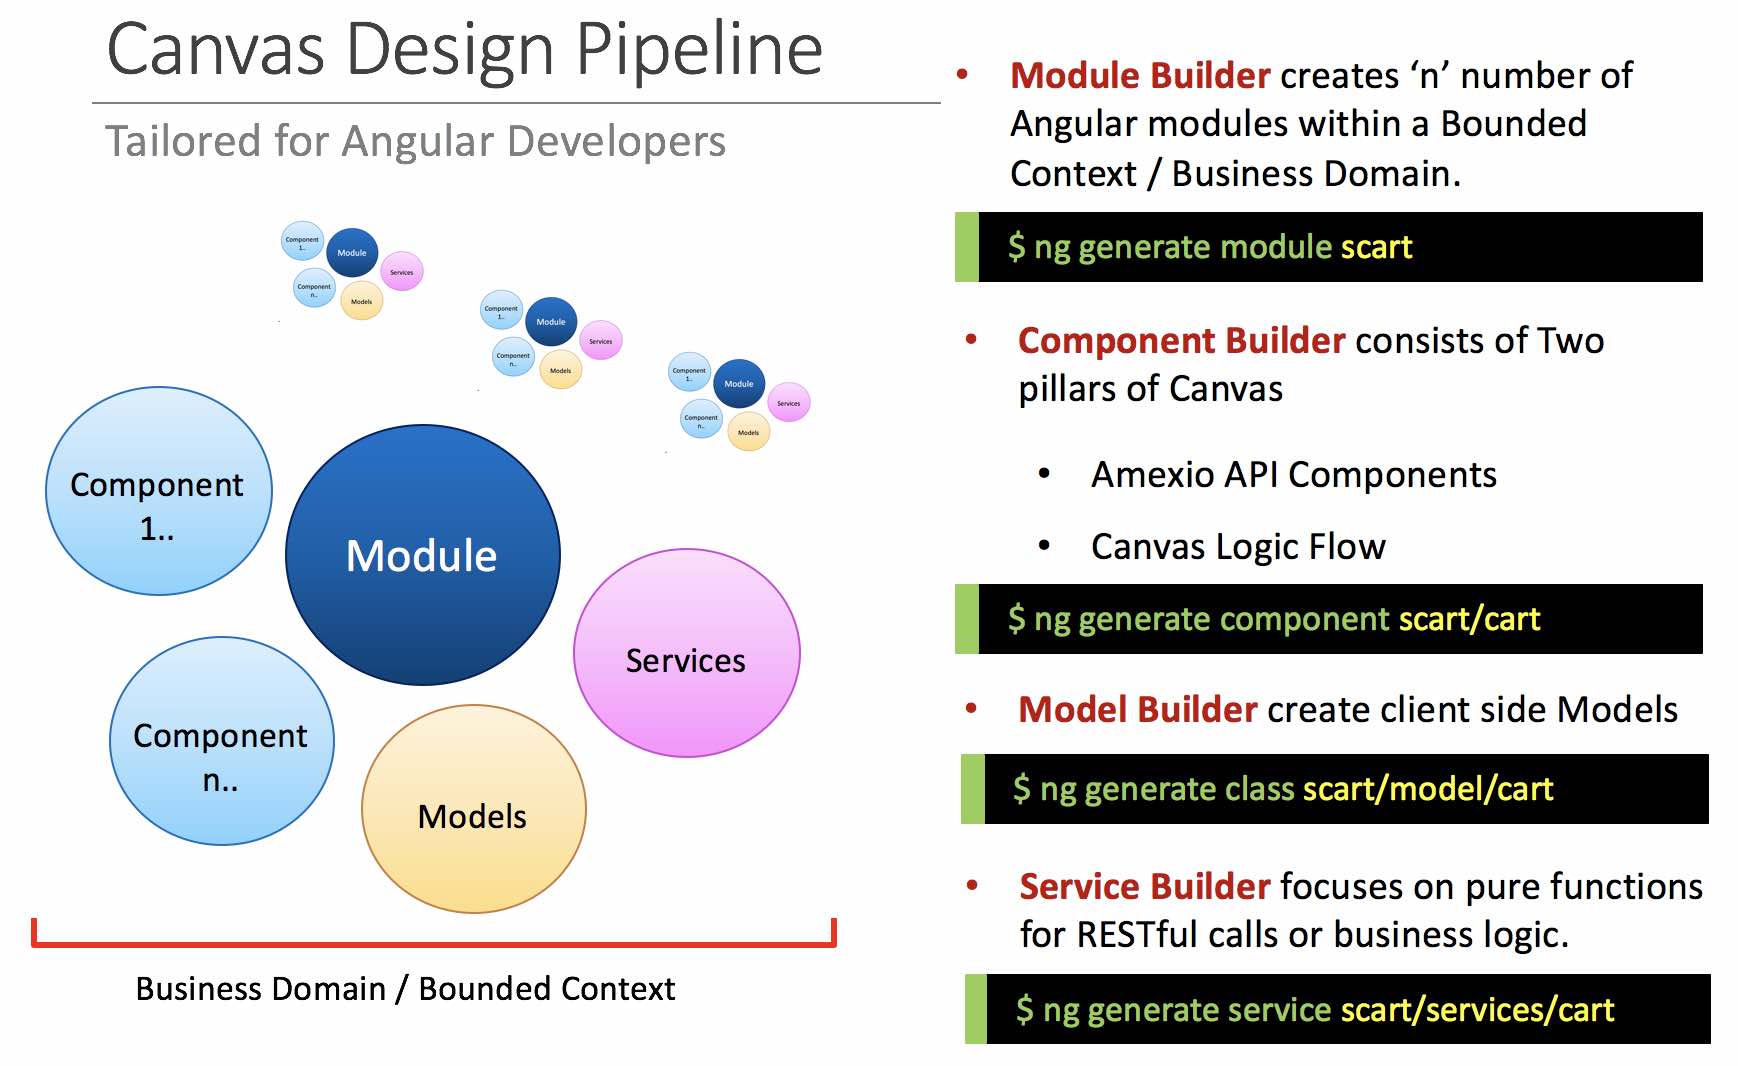 Canvas Design Pipeline
Tailored for Angular Developers
Component
1..
Module
Services
Component
n..
Models
Component
1..
Module
Services
Component
n..
Models
Component
1..
Module
Services
Component
n..
Models
Component
1..
Module
Services
Component
n..
Models
Business Domain / Bounded Context
• Module Builder creates ‘n’ number of
Angular modules within a Bounded
Context / Business Domain.
$ ng generate module scart
• Component Builder consists of Two
pillars of Canvas
• Amexio API Components
• Canvas Logic Flow
$ ng generate component scart/cart
• Model Builder create client side Models
$ ng generate class scart/model/cart
• Service Builder focuses on pure functions
for RESTful calls or business logic.
$ ng generate service scart/services/cart